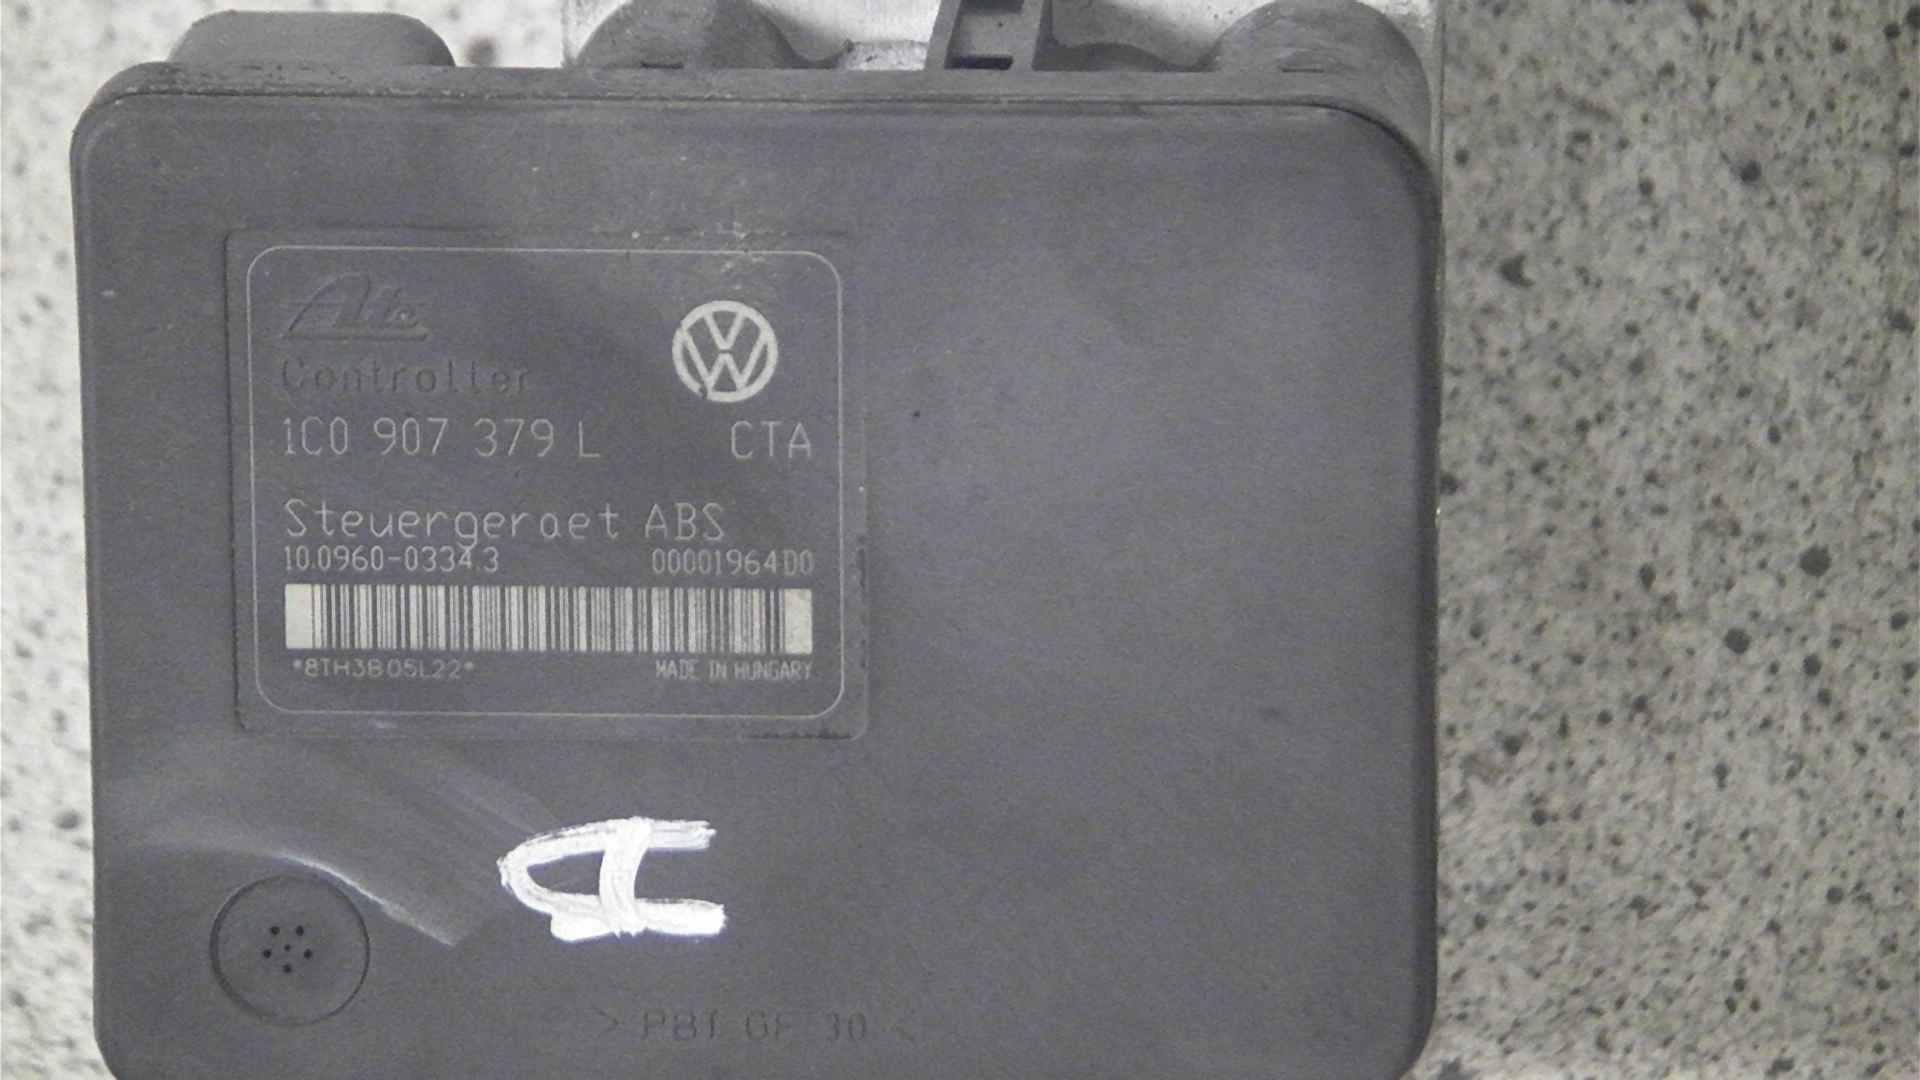 Ate
Controller
1C0 907 379 L CTA
Steuergeraet ABS
10.0960-0334.3 00001964D0
*8TH3B05L22*
MADE IN HUNGARY
A
> PBT GF 30 <